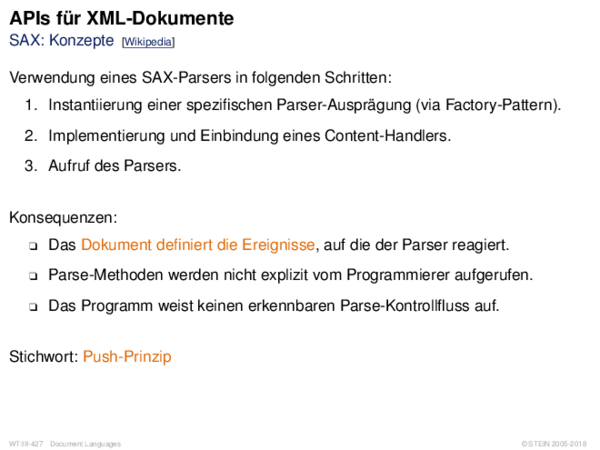 APIs für XML-Dokumente
SAX: Konzepte [Wikipedia]
Verwendung eines SAX-Parsers in folgenden Schritten:
1. Instantiierung einer spezifischen Parser-Ausprägung (via Factory-Pattern).
2. Implementierung und Einbindung eines Content-Handlers.
3. Aufruf des Parsers.
Konsequenzen:
❑ Das Dokument definiert die Ereignisse, auf die der Parser reagiert.
❑ Parse-Methoden werden nicht explizit vom Programmierer aufgerufen.
❑ Das Programm weist keinen erkennbaren Parse-Kontrollfluss auf.
Stichwort: Push-Prinzip
WT:III-427 Document Languages © STEIN 2005-2018